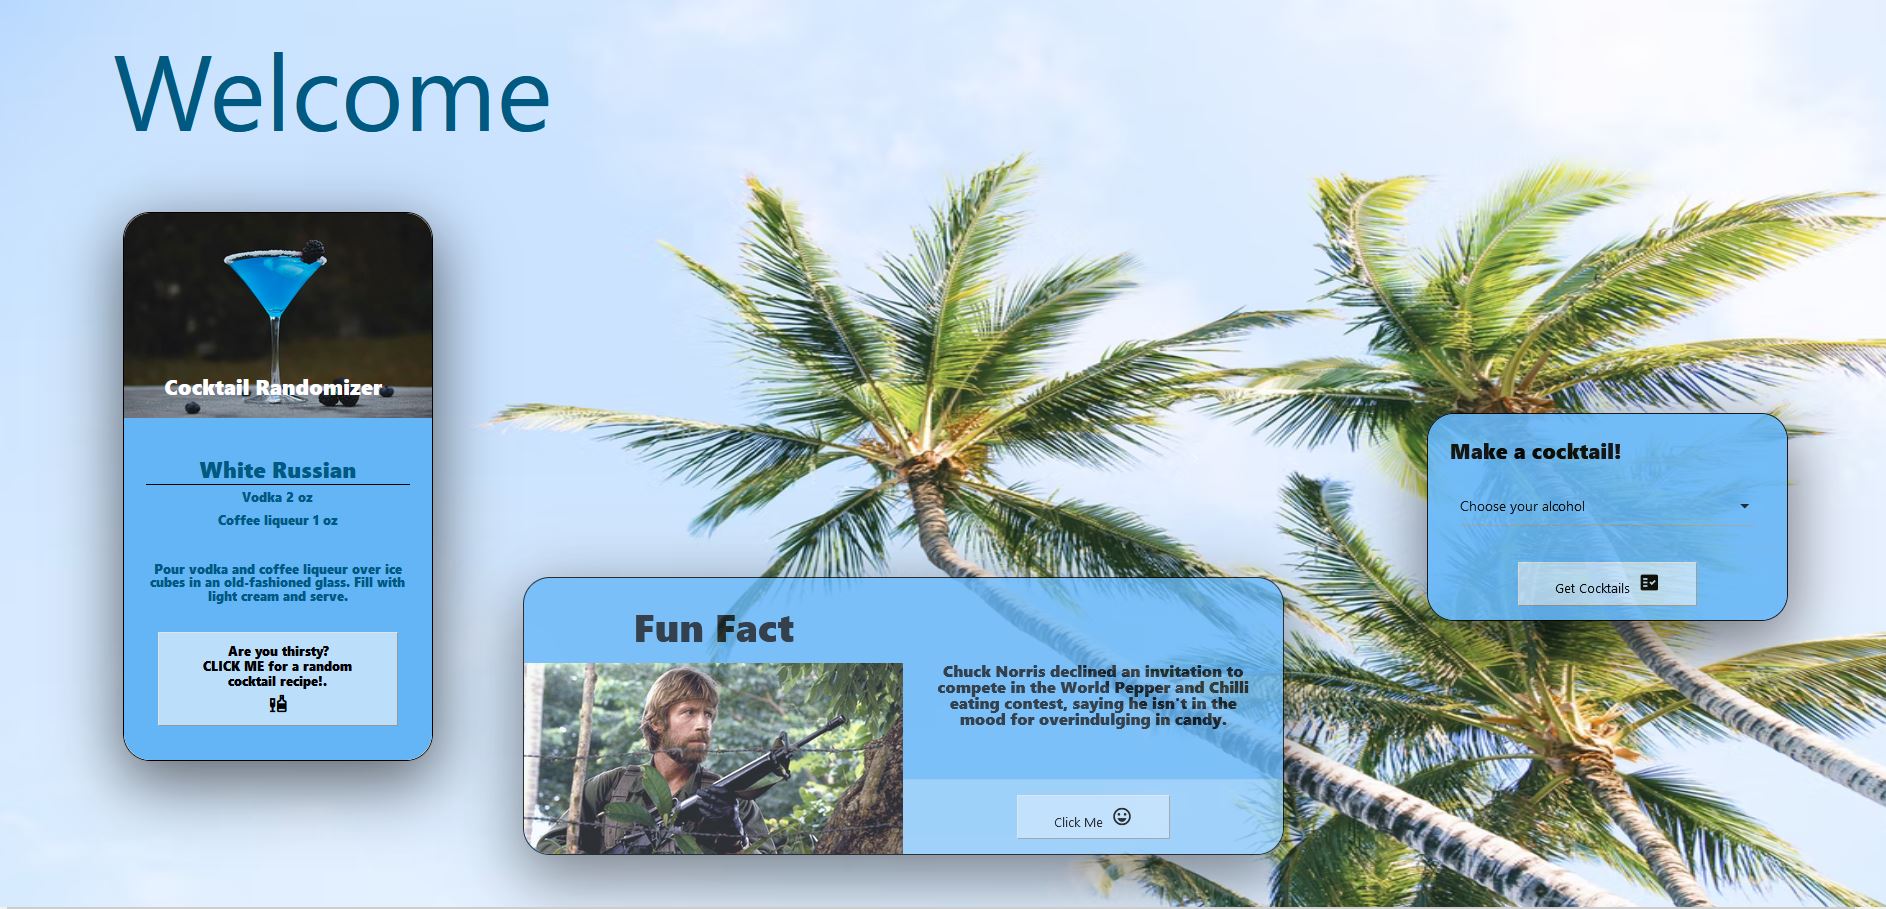 Welcome
Cocktail Randomizer
White Russian
Vodka 2 oz
Coffee liqueur 1 oz
Pour vodka and coffee liqueur over ice
cubes in an old-fashioned glass. Fill with
light cream and serve.
Are you thirsty?
CLICK ME for a random
cocktail recipe!.
Fun Fact
Chuck Norris declined an invitation to
compete in the World Pepper and Chilli
eating contest, saying he isn't in the
mood for overindulging in candy.
Click Me
Make a cocktail!
Choose your alcohol
Get Cocktails